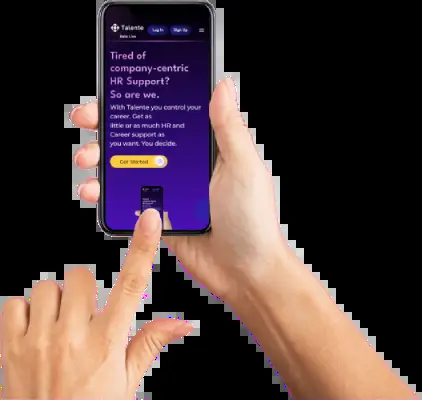 Talente
Log In
Sign Up
Beta Live
Tired of
company-centric
HR Support?
So are we.
With Talente you control your
career. Get as
little or as much HR and
Career support as
you want. You decide.
Get Started